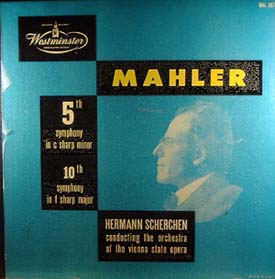 Westminster
MAHLER
5th
symphony
in c sharp minor
10th
symphony
in f sharp major
HERMANN SCHERCHEN
conducting the orchestra
of the vienna state opera